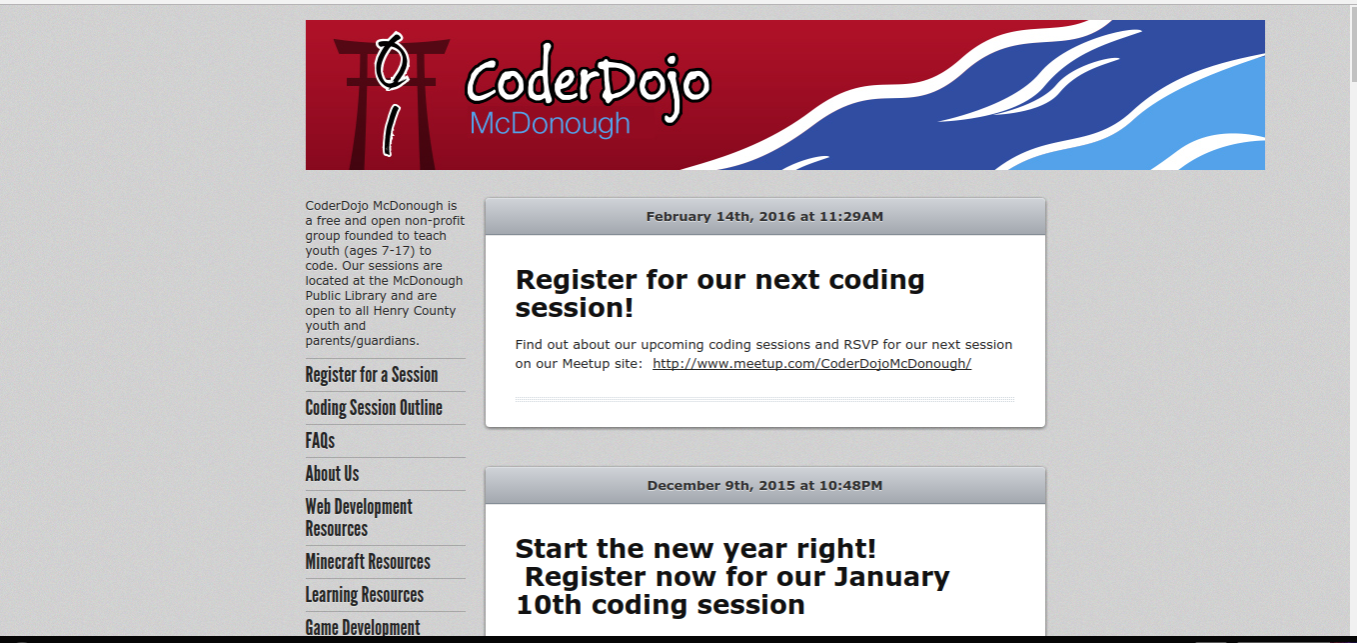 CoderDojo
McDonough
CoderDojo McDonough is
a free and open non-profit
group founded to teach
youth (ages 7-17) to
code. Our sessions are
located at the McDonough
Public Library and are
open to all Henry County
youth and
parents/guardians.
Register for a Session
Coding Session Outline
FAQs
About Us
Web Development
Resources
Minecraft Resources
Learning Resources
Game Development
February 14th, 2016 at 11:29AM
Register for our next coding
session!
Find out about our upcoming coding sessions and RSVP for our next session
on our Meetup site: http://www.meetup.com/CoderDojoMcDonough/
December 9th, 2015 at 10:48PM
Start the new year right!
Register now for our January
10th coding session